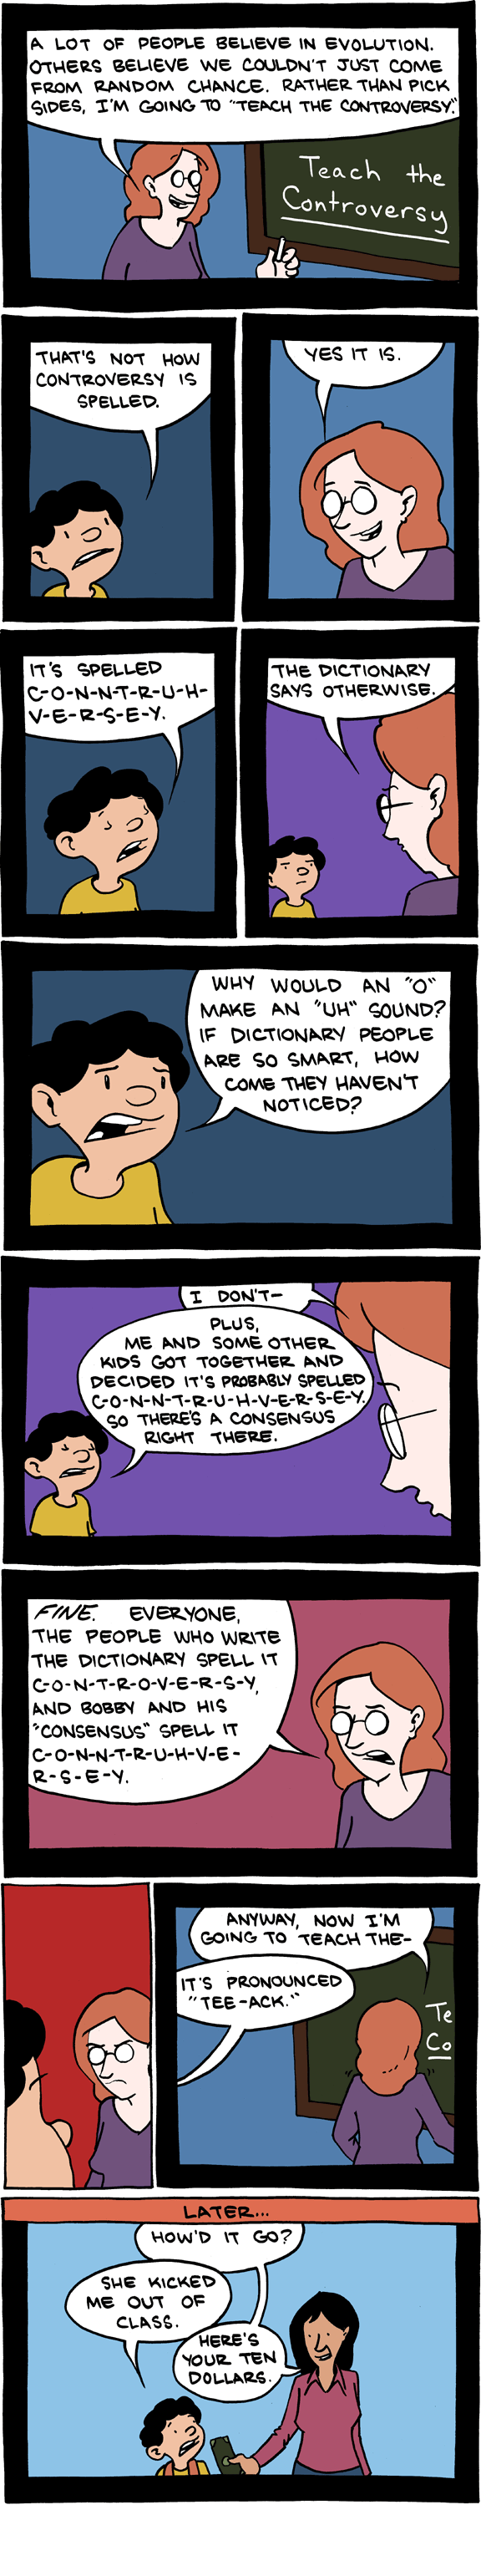 A LOT OF PEOPLE BELIEVE IN EVOLUTION.
OTHERS BELIEVE WE COULDN'T JUST COME
FROM RANDOM CHANCE. RATHER THAN PICK
SIDES, I'M GOING TO "TEACH THE CONTROVERSY."
Teach the
Controversy
THAT'S NOT HOW
CONTROVERSY IS
SPELLED.
YES IT IS.
IT'S SPELLED
C-O-N-N-T-R-U-H-
V-E-R-S-E-Y.
THE DICTIONARY
SAYS OTHERWISE.
WHY WOULD AN "O"
MAKE AN "UH" SOUND?
IF DICTIONARY PEOPLE
ARE SO SMART, HOW
COME THEY HAVEN'T
NOTICED?
I DON'T-
PLUS,
ME AND SOME OTHER
KIDS GOT TOGETHER AND
DECIDED IT'S PROBABLY SPELLED
C-O-N-N-T-R-U-H-V-E-R-S-E-Y.
SO THERE'S A CONSENSUS
RIGHT THERE.
FINE. EVERYONE,
THE PEOPLE WHO WRITE
THE DICTIONARY SPELL IT
C-O-N-T-R-O-V-E-R-S-Y,
AND BOBBY AND HIS
"CONSENSUS" SPELL IT
C-O-N-N-T-R-U-H-V-E-
R-S-E-Y.
ANYWAY, NOW I'M
GOING TO TEACH THE-
IT'S PRONOUNCED
"TEE-ACK."
Te
Co
LATER...
HOW'D IT GO?
SHE KICKED
ME OUT OF
CLASS.
HERE'S
YOUR TEN
DOLLARS.